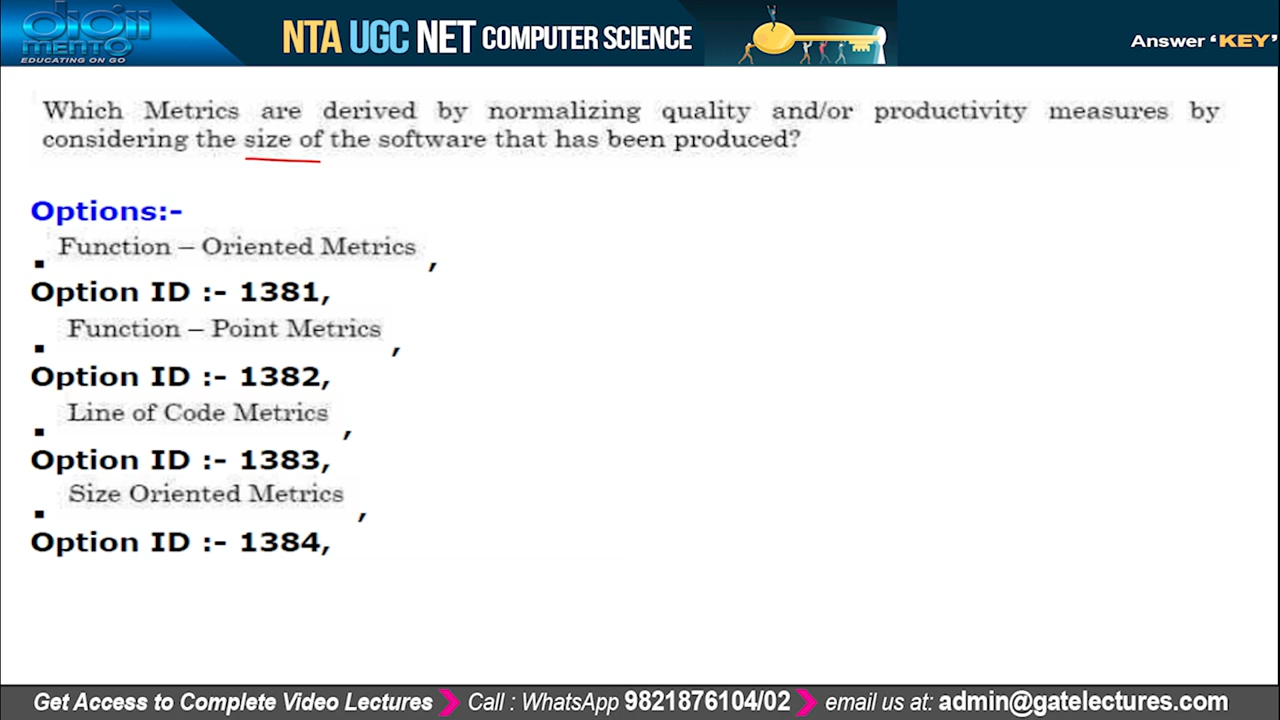 didii
MENTO
EDUCATING ON GO
NTA UGC NET COMPUTER SCIENCE
Answer ‘KEY’
Which Metrics are derived by normalizing quality and/or productivity measures by
considering the size of the software that has been produced?
Options:-
▪ Function – Oriented Metrics ,
Option ID :- 1381,
▪ Function – Point Metrics ,
Option ID :- 1382,
▪ Line of Code Metrics ,
Option ID :- 1383,
▪ Size Oriented Metrics ,
Option ID :- 1384,
Get Access to Complete Video Lectures Call : WhatsApp 9821876104/02 email us at: admin@gatelectures.com